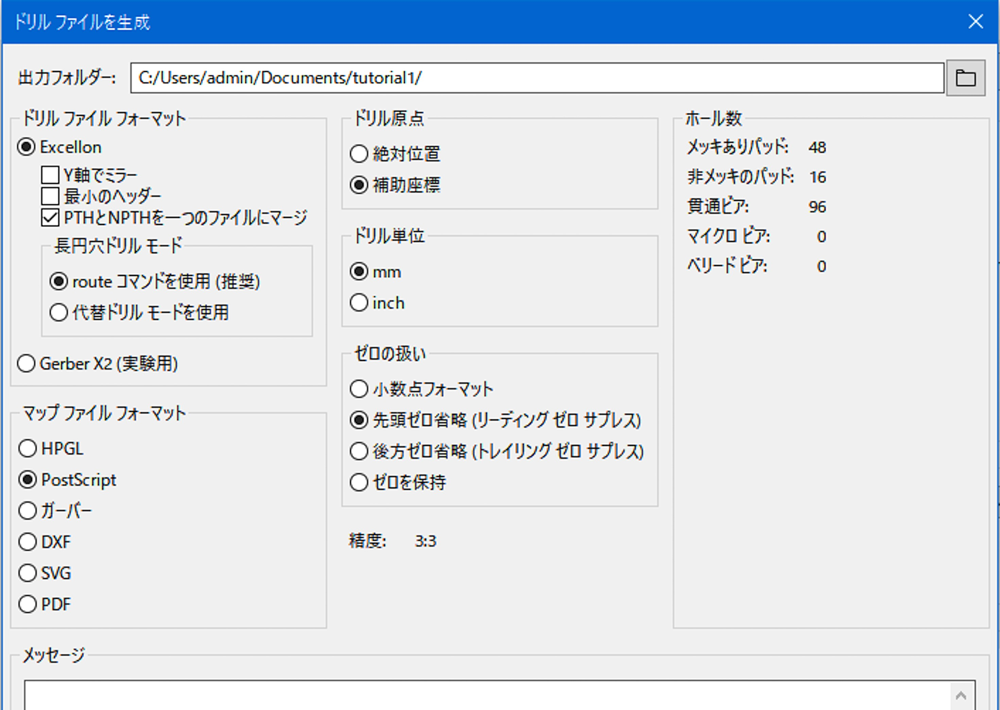 ドリル ファイルを生成
出力フォルダー: C:/Users/admin/Documents/tutorial1/
ドリル ファイル フォーマット
Excellon
Y軸でミラー
最小のヘッダー
PTHとNPTHを一つのファイルにマージ
長円穴ドリル モード
route コマンドを使用 (推奨)
代替ドリル モードを使用
Gerber X2 (実験用)
マップ ファイル フォーマット
HPGL
PostScript
ガーバー
DXF
SVG
PDF
ドリル原点
絶対位置
補助座標
ドリル単位
mm
inch
ゼロの扱い
小数点フォーマット
先頭ゼロ省略 (リーディング ゼロ サプレス)
後方ゼロ省略 (トレイリング ゼロ サプレス)
ゼロを保持
精度: 3:3
ホール数
メッキありパッド: 48
非メッキのパッド: 16
貫通ビア: 96
マイクロ ビア: 0
ベリード ビア: 0
メッセージ